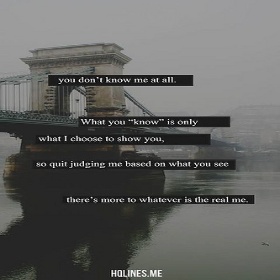 you don't know me at all.
What you "know" is only
what I choose to show you,
so quit judging me based on what you see
there's more to whatever is the real me.
HQLINES.ME